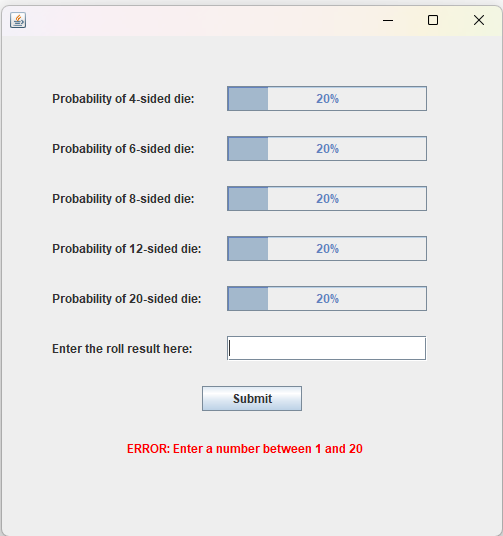 Probability of 4-sided die: 20%
Probability of 6-sided die: 20%
Probability of 8-sided die: 20%
Probability of 12-sided die: 20%
Probability of 20-sided die: 20%
Enter the roll result here:
Submit
ERROR: Enter a number between 1 and 20